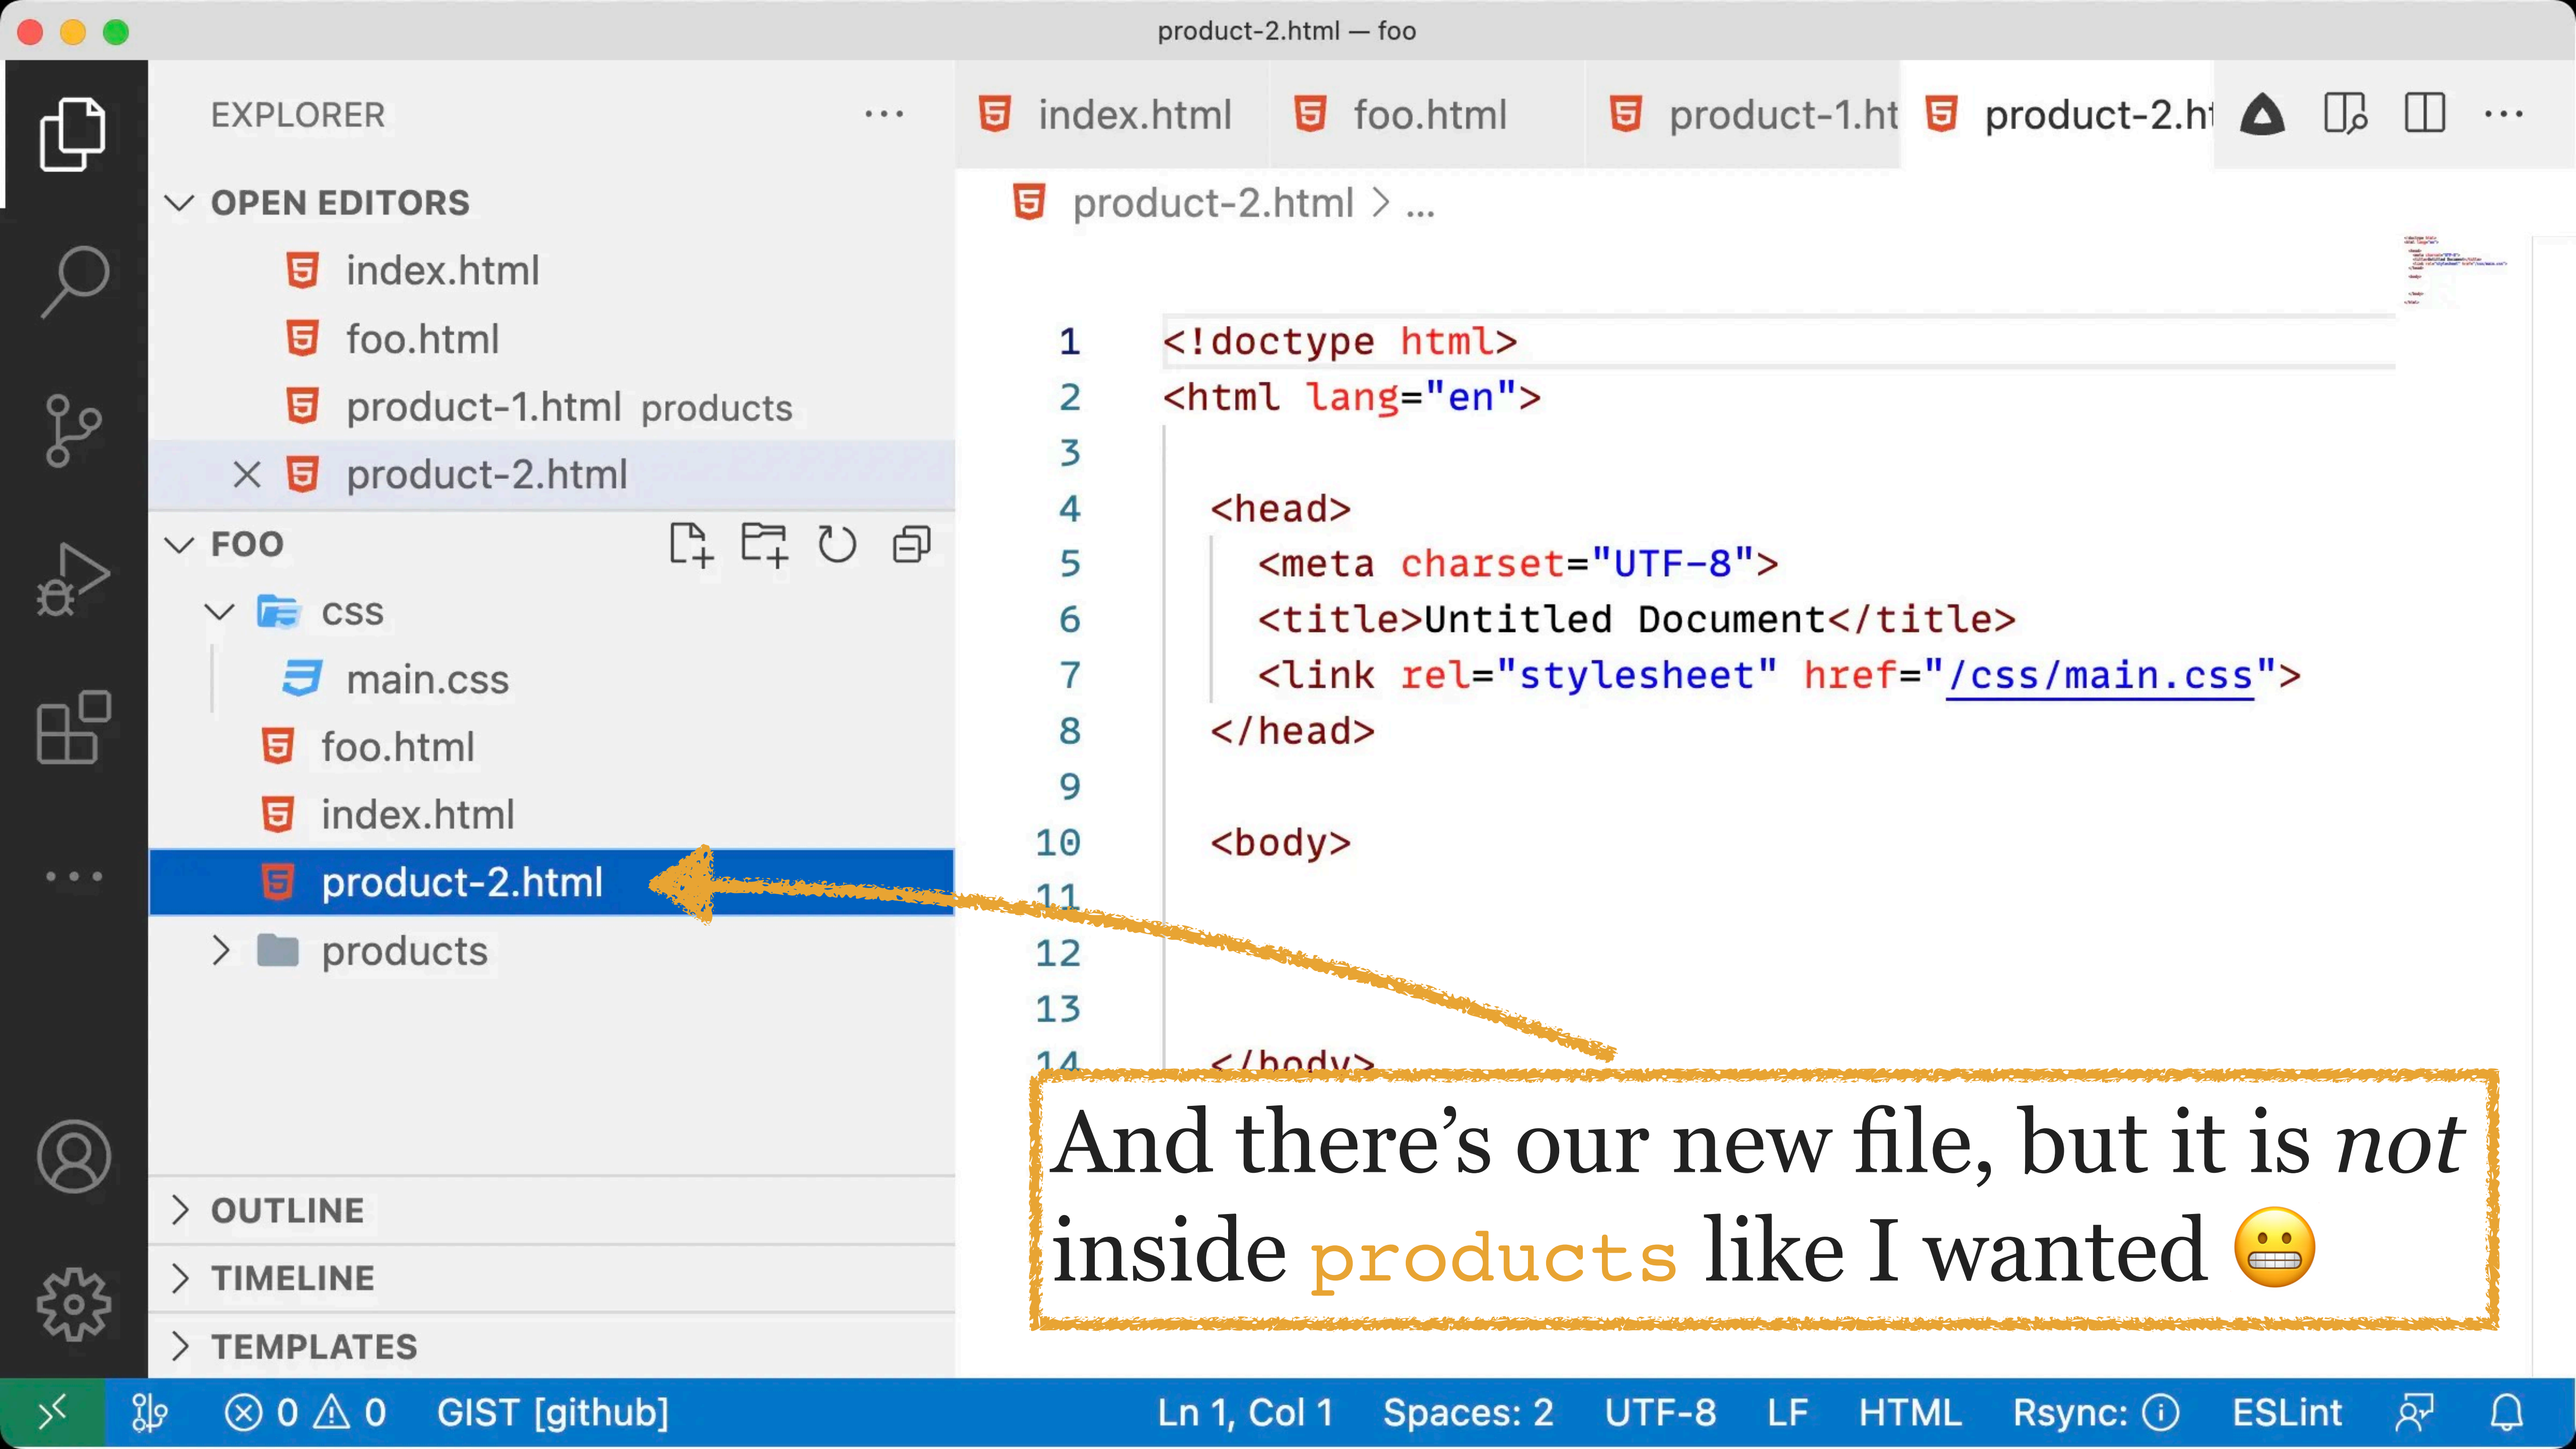 product-2.html — foo
EXPLORER
OPEN EDITORS
index.html
foo.html
product-1.html products
product-2.html
FOO
css
main.css
foo.html
index.html
product-2.html
products
OUTLINE
TIMELINE
TEMPLATES
index.html
foo.html
product-1.ht
product-2.ht
product-2.html > ...
1 <!doctype html>
2 <html lang="en">
3
4 <head>
5 <meta charset="UTF-8">
6 <title>Untitled Document</title>
7 <link rel="stylesheet" href="/css/main.css">
8 </head>
9
10 <body>
11
12
13
14 </body>
And there’s our new file, but it is not
inside products like I wanted 😬
0 0 GIST [github] Ln 1, Col 1 Spaces: 2 UTF-8 LF HTML Rsync: ESLint